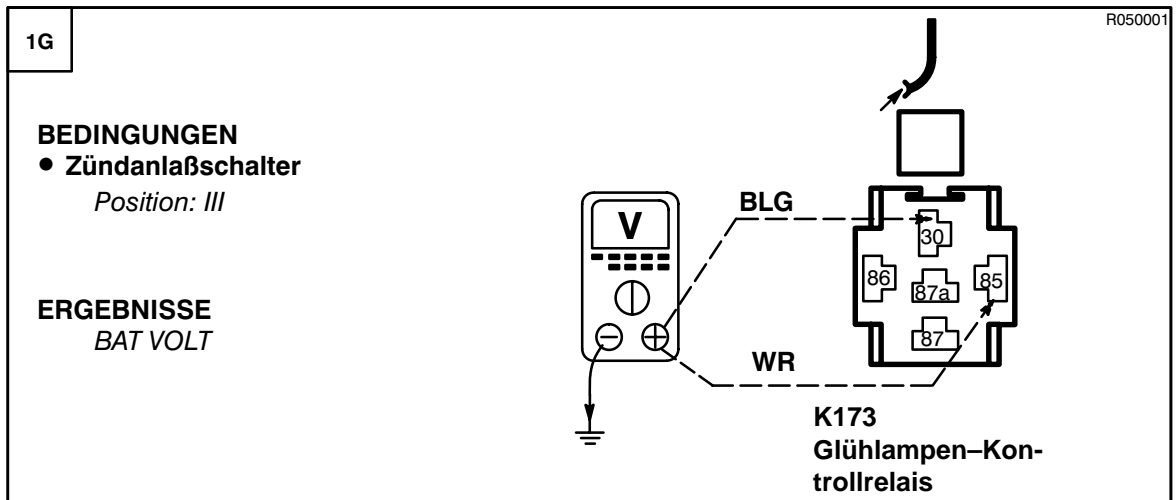 R050001
1G
BEDINGUNGEN
● Zündanlaßschalter
Position: III
ERGEBNISSE
BAT VOLT
V
BLG
WR
30
86
87a
85
87
K173
Glühlampen–Kon-
trollrelais